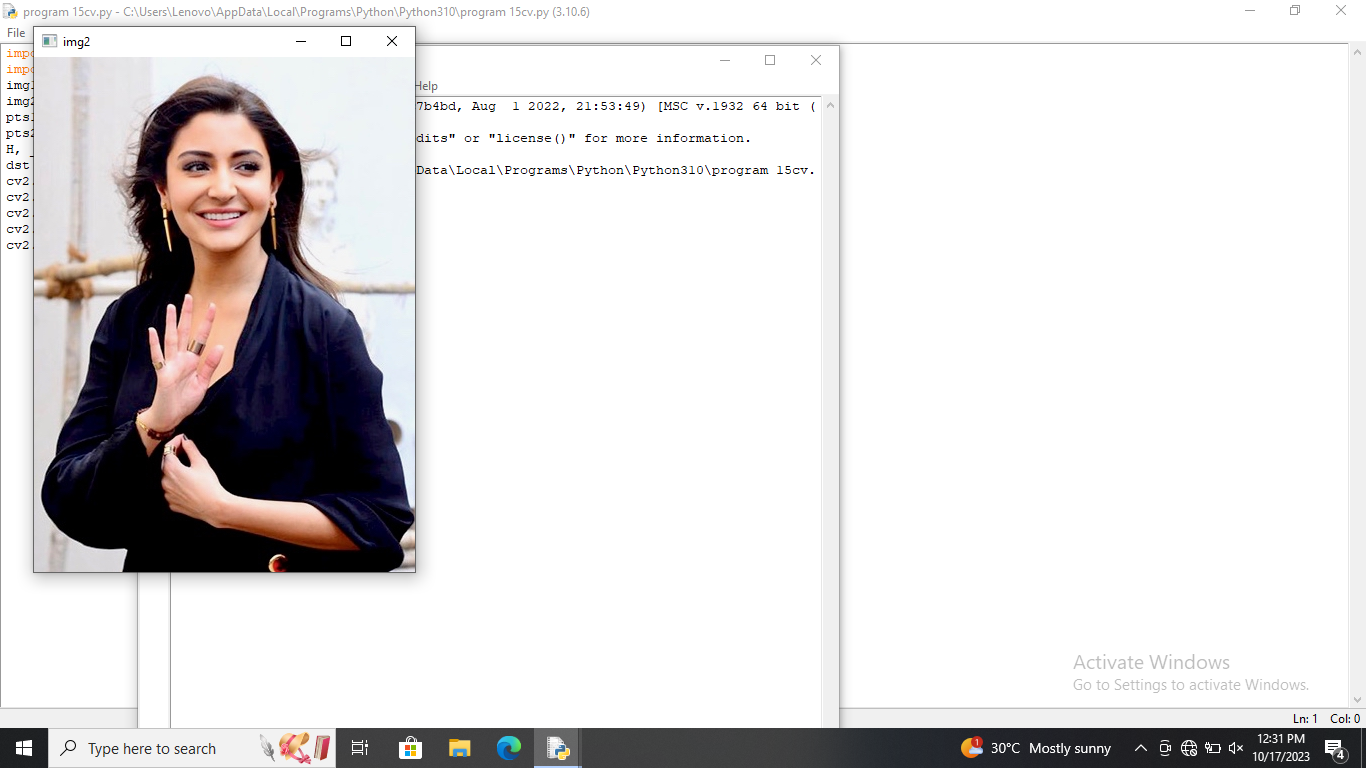 program 15cv.py - C:\Users\Lenovo\AppData\Local\Programs\Python\Python310\program 15cv.py (3.10.6)
File
img2
Help
impo
impo
img1
img2
pts1
pts2
H, _
dst
cv2.
cv2.
cv2.
cv2.
cv2.
7b4bd, Aug  1 2022, 21:53:49) [MSC v.1932 64 bit (
dits" or "license()" for more information.
Data\Local\Programs\Python\Python310\program 15cv.
Activate Windows
Go to Settings to activate Windows.
Ln: 1 Col: 0
Type here to search
1
30°C Mostly sunny
12:31 PM
10/17/2023
4